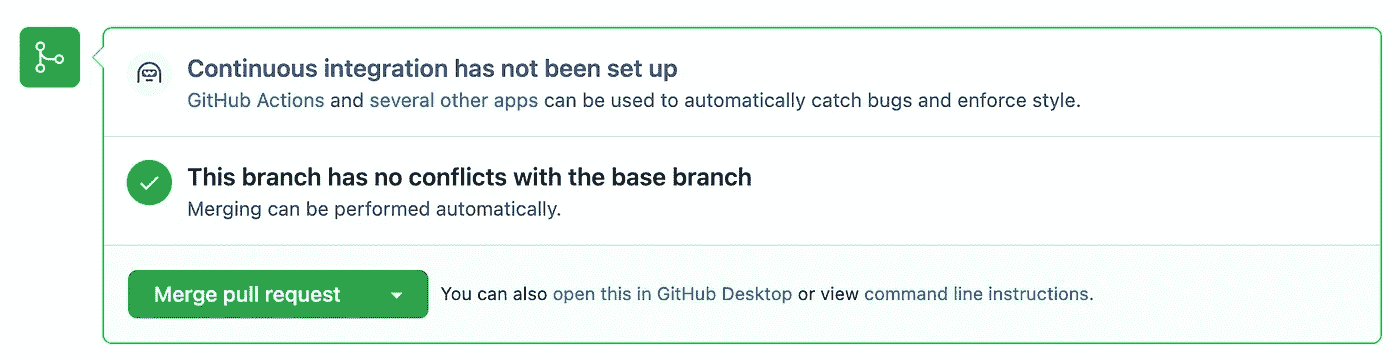 Continuous integration has not been set up
GitHub Actions and several other apps can be used to automatically catch bugs and enforce style.
This branch has no conflicts with the base branch
Merging can be performed automatically.
Merge pull request
You can also open this in GitHub Desktop or view command line instructions.